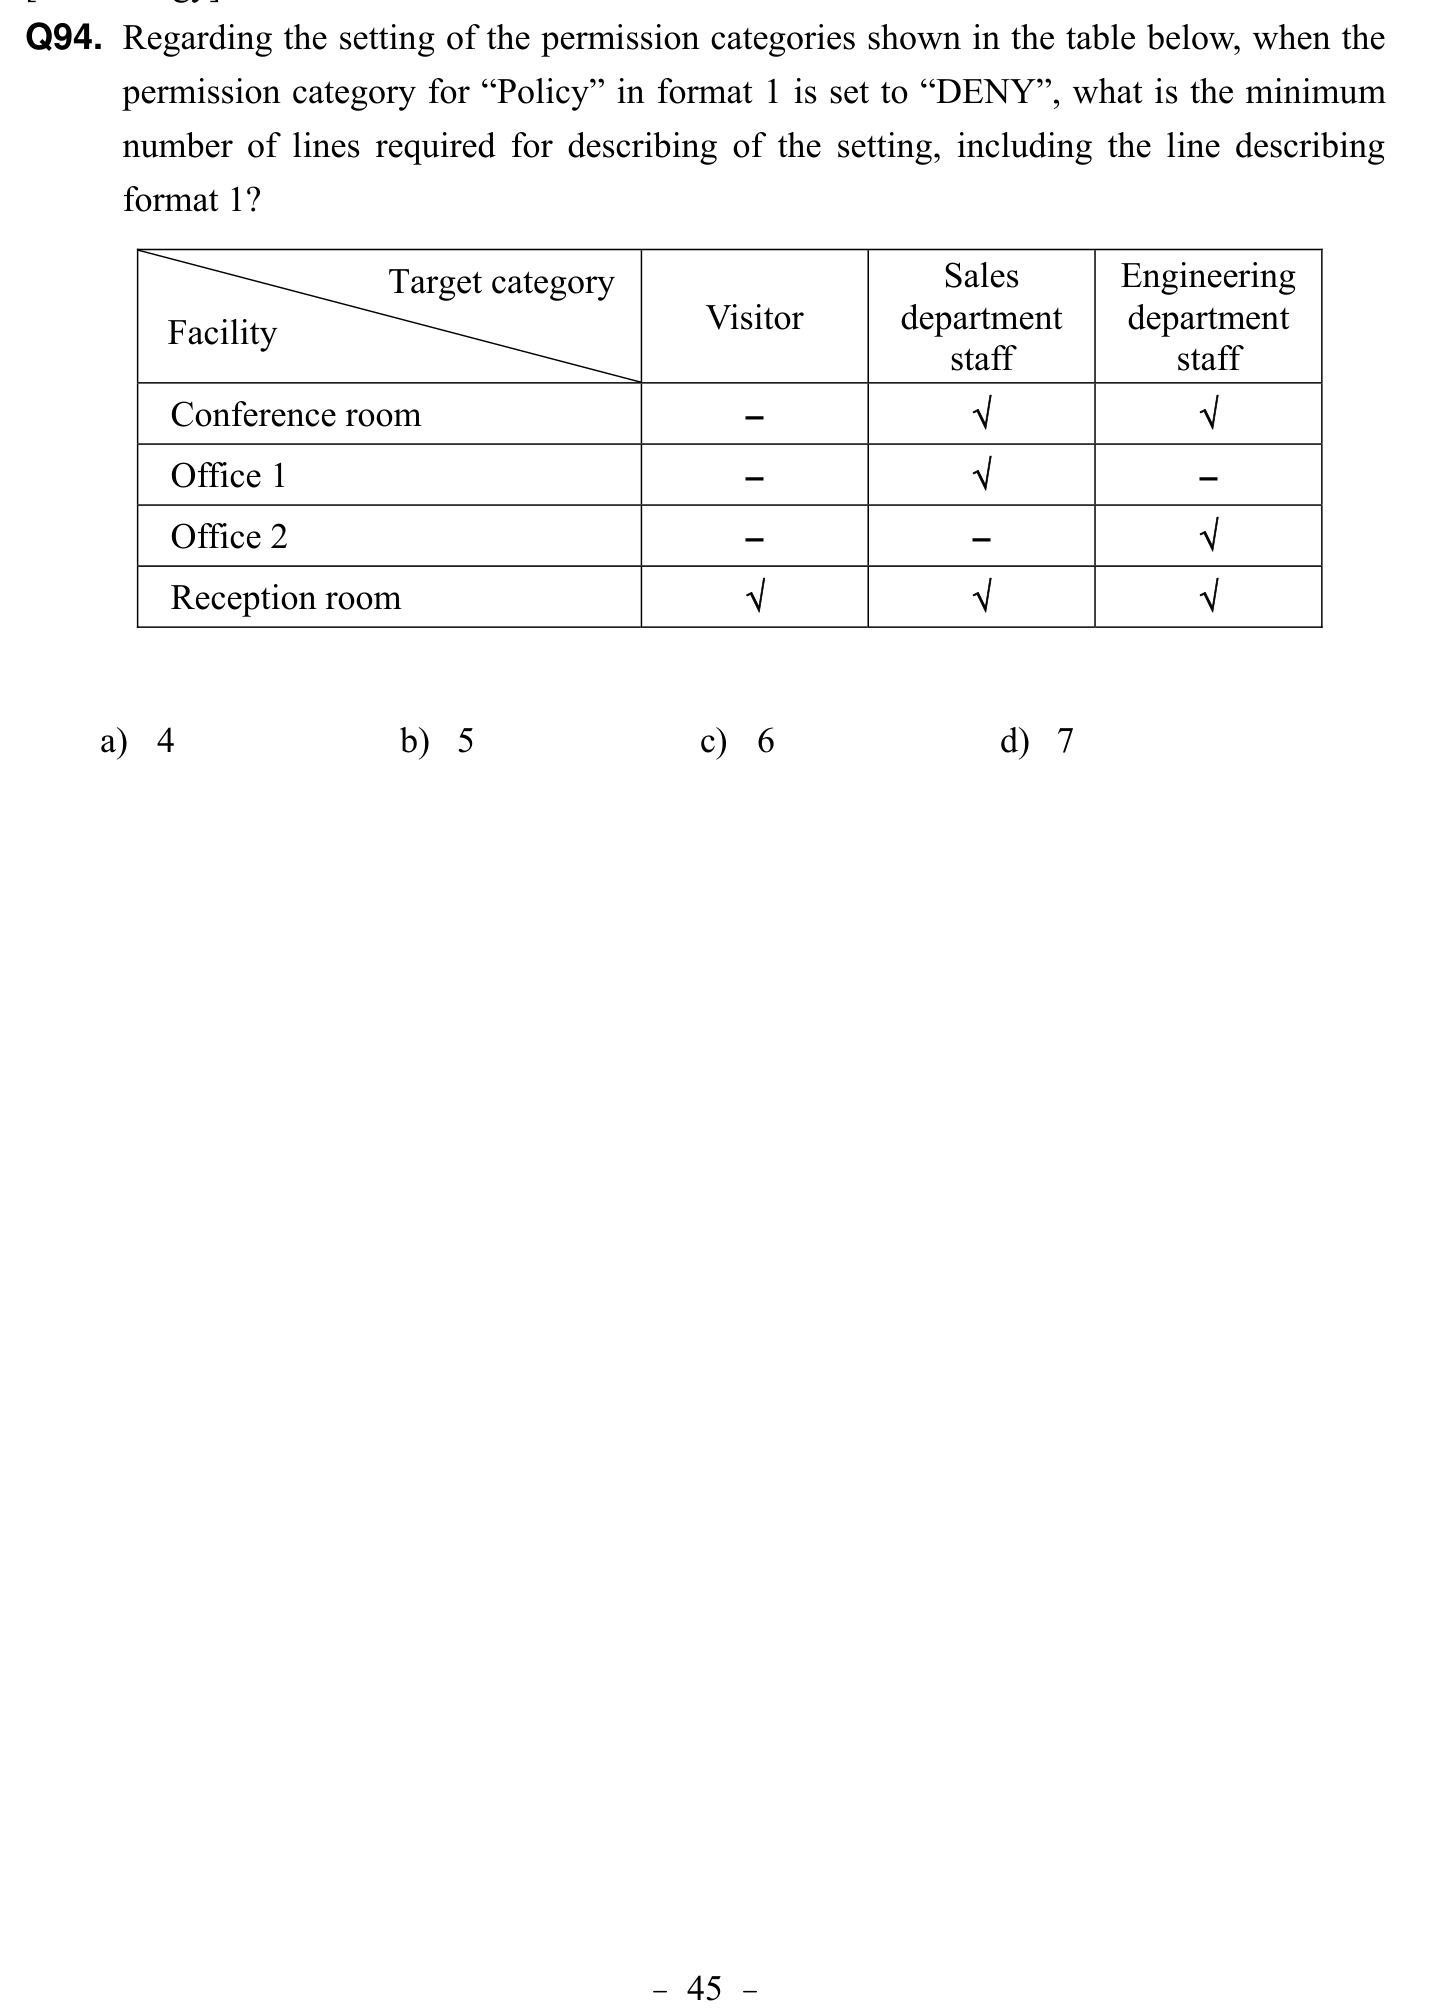 Q94. Regarding the setting of the permission categories shown in the table below, when the
permission category for “Policy” in format 1 is set to “DENY”, what is the minimum
number of lines required for describing of the setting, including the line describing
format 1?
Target category
Facility
Visitor
Sales
department
staff
Engineering
department
staff
Conference room – √ √
Office 1 – √ –
Office 2 – – √
Reception room √ √ √
a) 4 b) 5 c) 6 d) 7
– 45 –